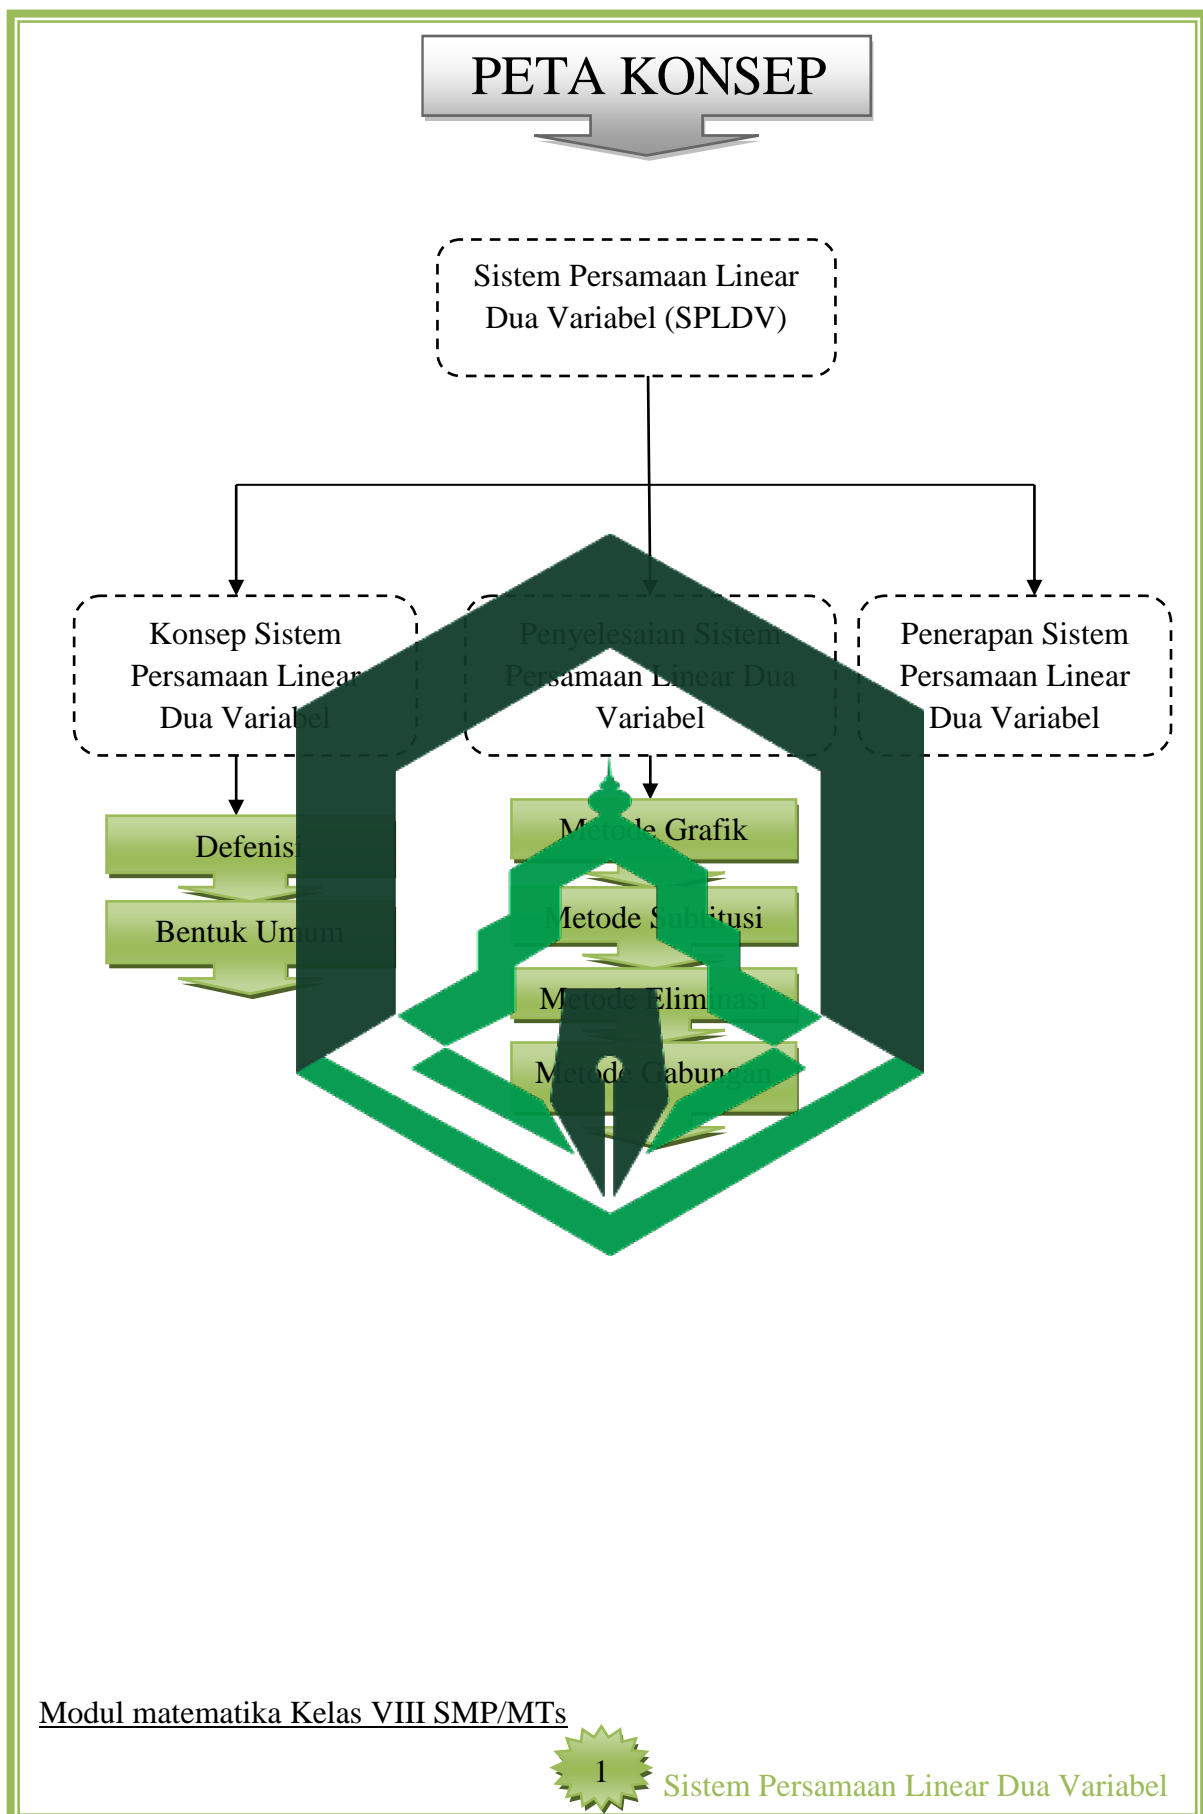 PETA KONSEP
Sistem Persamaan Linear
Dua Variabel (SPLDV)
Konsep Sistem
Persamaan Linear
Dua Variabel
Penyelesaian Sistem
Persamaan Linear Dua
Variabel
Penerapan Sistem
Persamaan Linear
Dua Variabel
Defenisi
Bentuk Umum
Metode Grafik
Metode Subtitusi
Metode Eliminasi
Metode Gabungan
Modul matematika Kelas VIII SMP/MTs
1
Sistem Persamaan Linear Dua Variabel